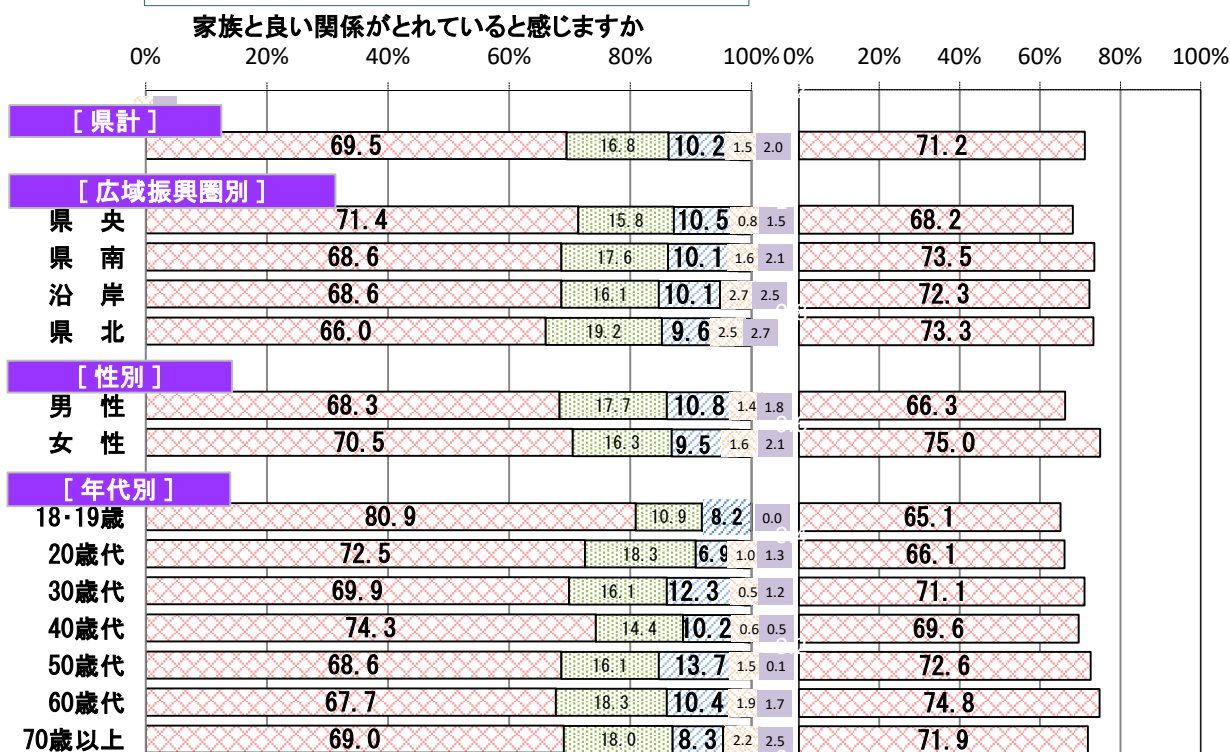 家族と良い関係がとれていると感じますか
0% 20% 40% 60% 80% 100% 0% 20% 40% 60% 80% 100%
[ 県計 ]
69.5 16.8 10.2 1.5 2.0 71.2
[ 広域振興圏別 ]
県 央 71.4 15.8 10.5 0.8 1.5 68.2
県 南 68.6 17.6 10.1 1.6 2.1 73.5
沿 岸 68.6 16.1 10.1 2.7 2.5 72.3
県 北 66.0 19.2 9.6 2.5 2.7 73.3
[ 性別 ]
男 性 68.3 17.7 10.8 1.4 1.8 66.3
女 性 70.5 16.3 9.5 1.6 2.1 75.0
[ 年代別 ]
18・19歳 80.9 10.9 8.2 0.0 65.1
20歳代 72.5 18.3 6.9 1.0 1.3 66.1
30歳代 69.9 16.1 12.3 0.5 1.2 71.1
40歳代 74.3 14.4 10.2 0.6 0.5 69.6
50歳代 68.6 16.1 13.7 1.5 0.1 72.6
60歳代 67.7 18.3 10.4 1.9 1.7 74.8
70歳以上 69.0 18.0 8.3 2.2 2.5 71.9